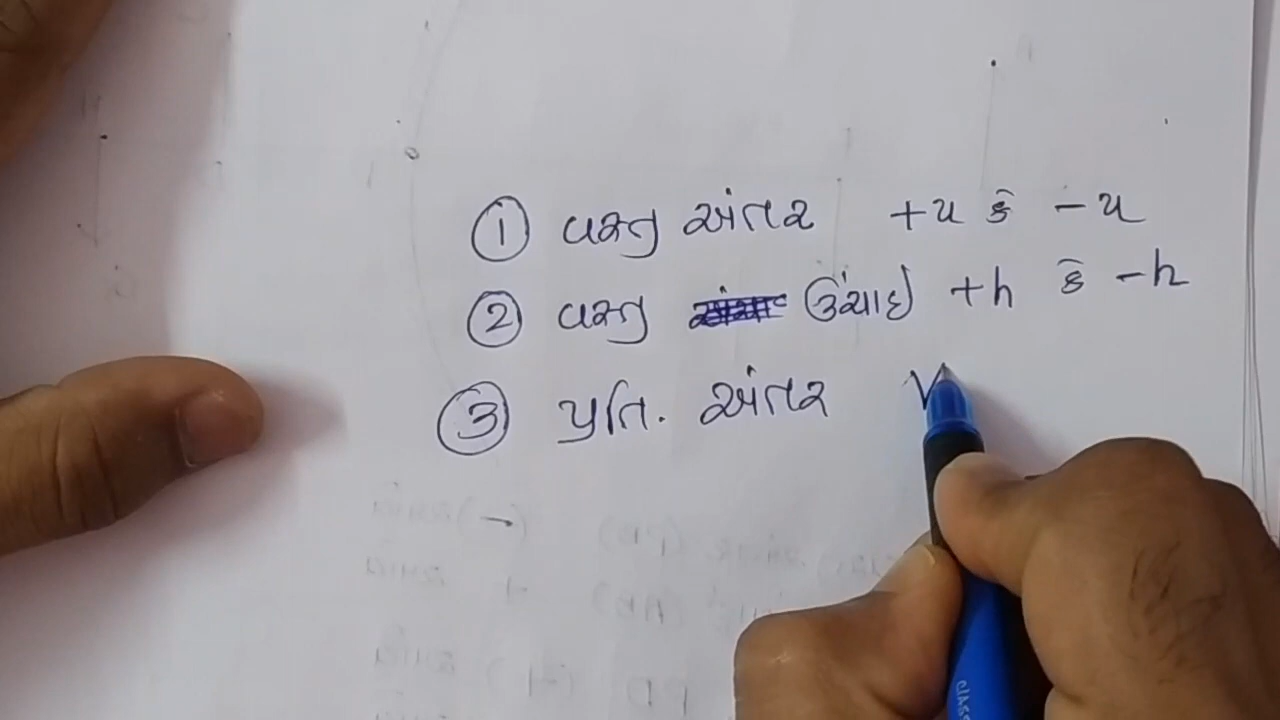 ① વસ્તુ અંતર +u કે -u
② વસ્તુ ઉંચાઇ +h કે -h
③ પ્રતિ. અંતર V